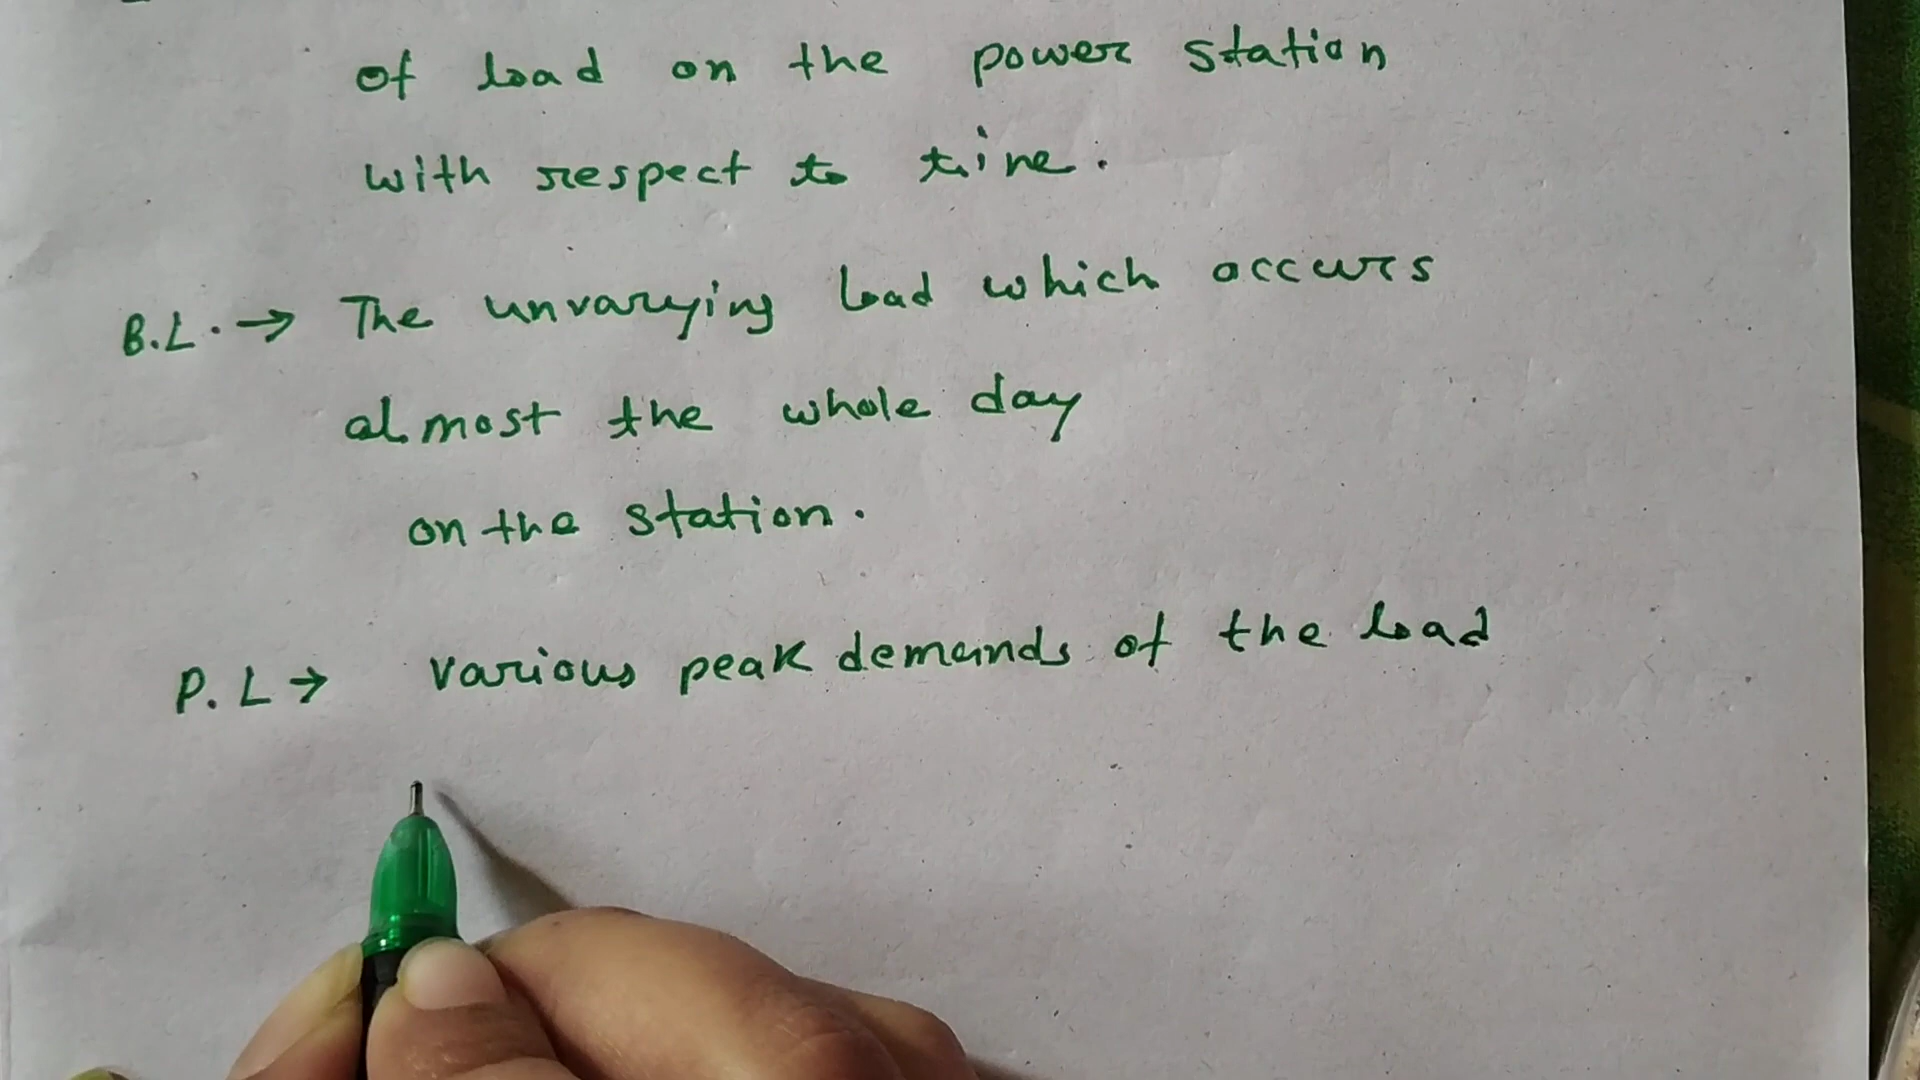 of load on the power station
with respect to time.
B.L. → The unvarying load which occurs
almost the whole day
on the station.
P.L → various peak demands of the load